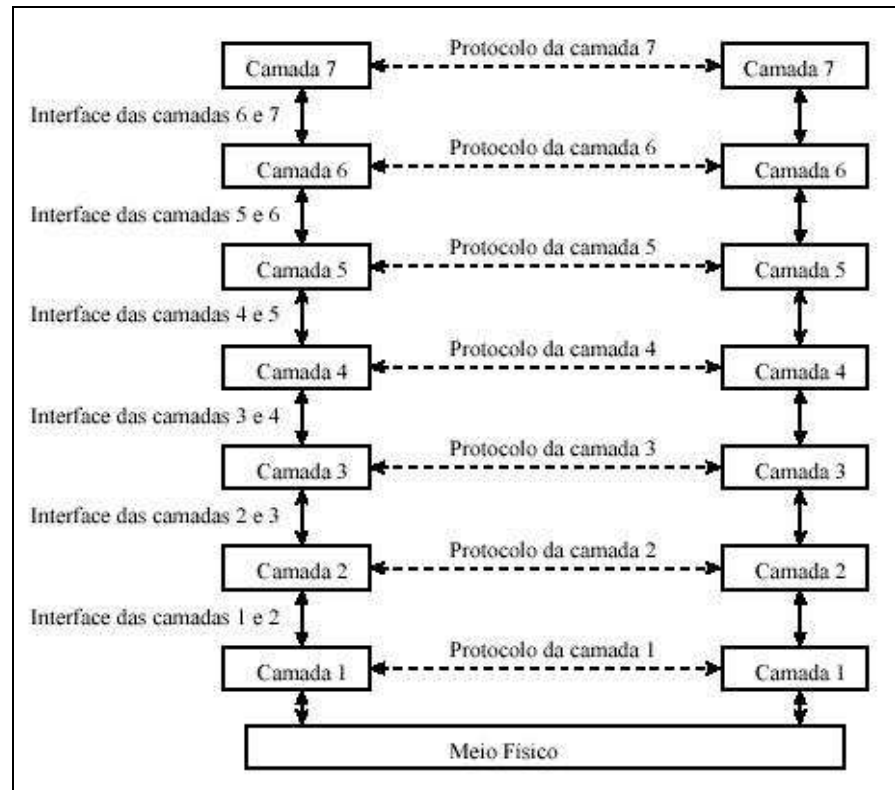 Protocolo da camada 7
Camada 7
Camada 7
Interface das camadas 6 e 7
Protocolo da camada 6
Camada 6
Camada 6
Interface das camadas 5 e 6
Protocolo da camada 5
Camada 5
Camada 5
Interface das camadas 4 e 5
Protocolo da camada 4
Camada 4
Camada 4
Interface das camadas 3 e 4
Protocolo da camada 3
Camada 3
Camada 3
Interface das camadas 2 e 3
Protocolo da camada 2
Camada 2
Camada 2
Interface das camadas 1 e 2
Protocolo da camada 1
Camada 1
Camada 1
Meio Físico